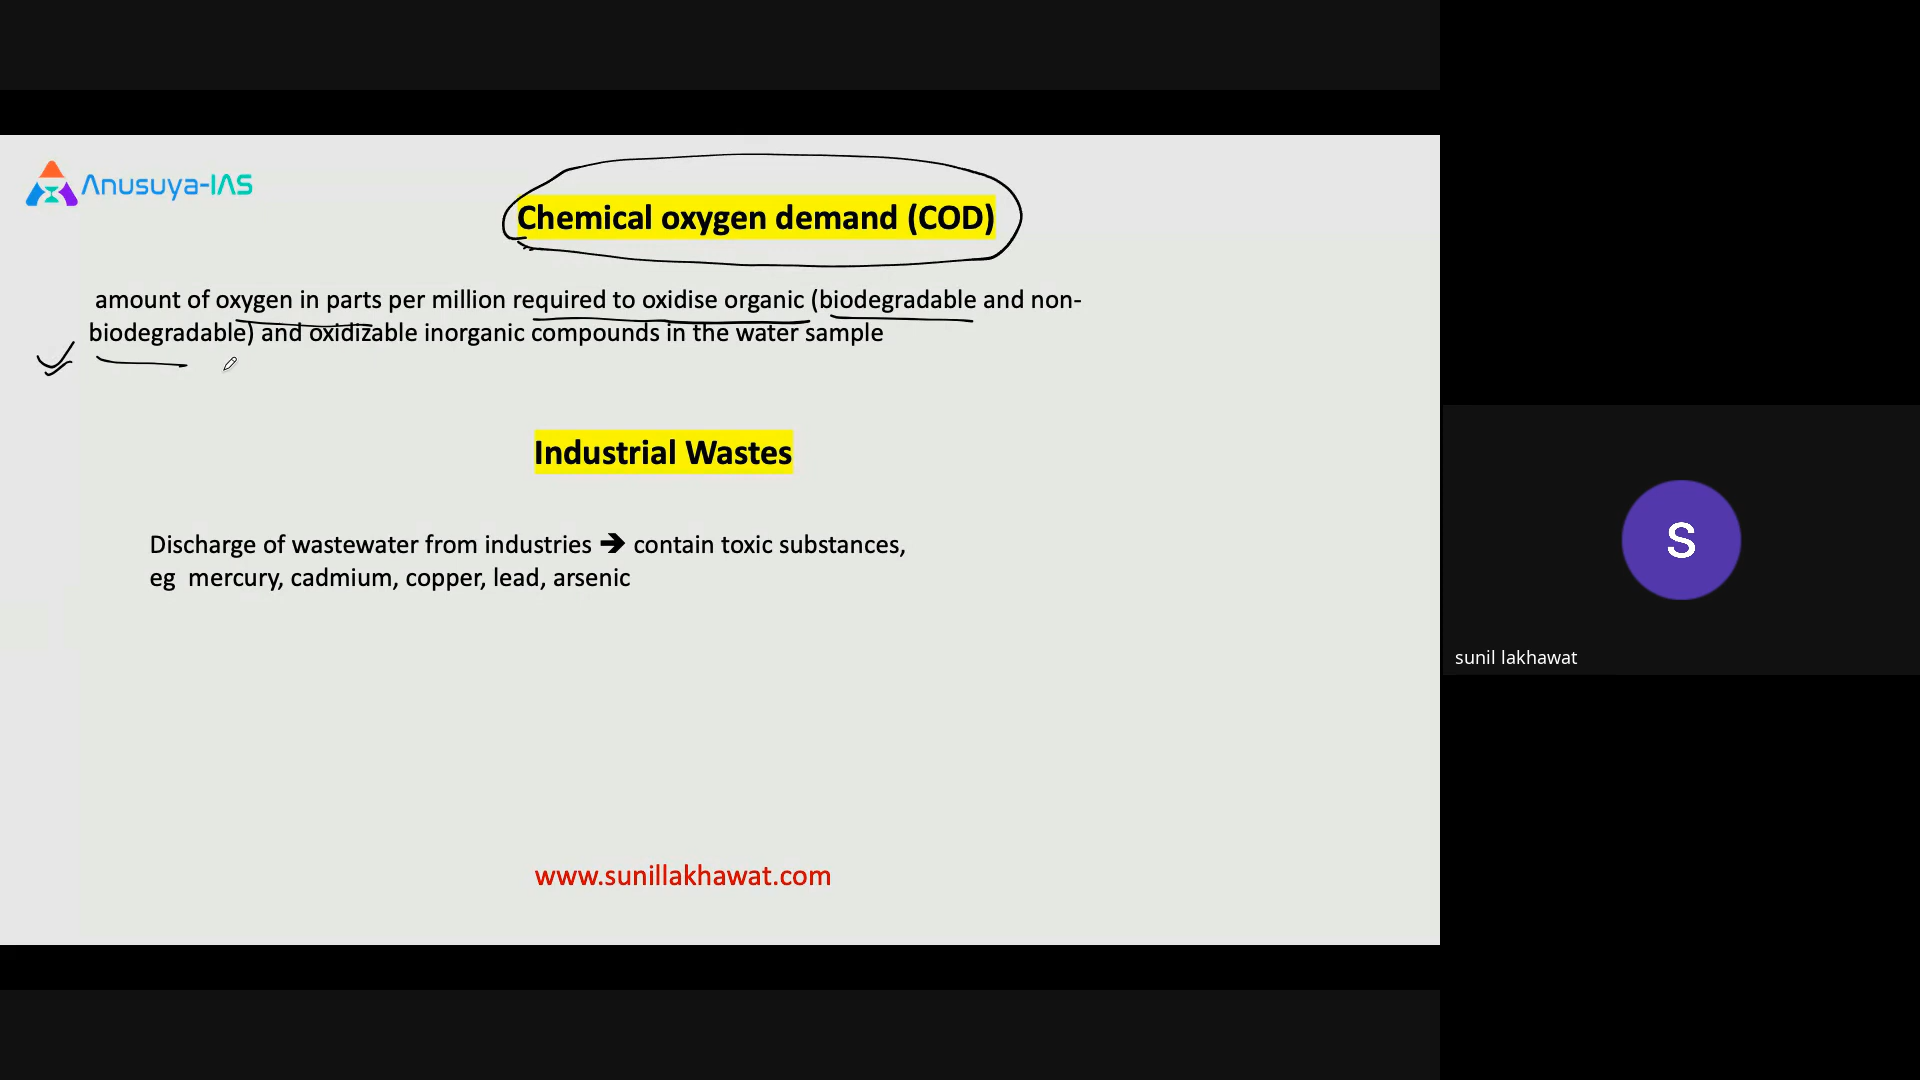 Anusuya-IAS
Chemical oxygen demand (COD)
amount of oxygen in parts per million required to oxidise organic (biodegradable and non-
biodegradable) and oxidizable inorganic compounds in the water sample
Industrial Wastes
Discharge of wastewater from industries ➔ contain toxic substances,
eg mercury, cadmium, copper, lead, arsenic
www.sunillakhawat.com
S
sunil lakhawat